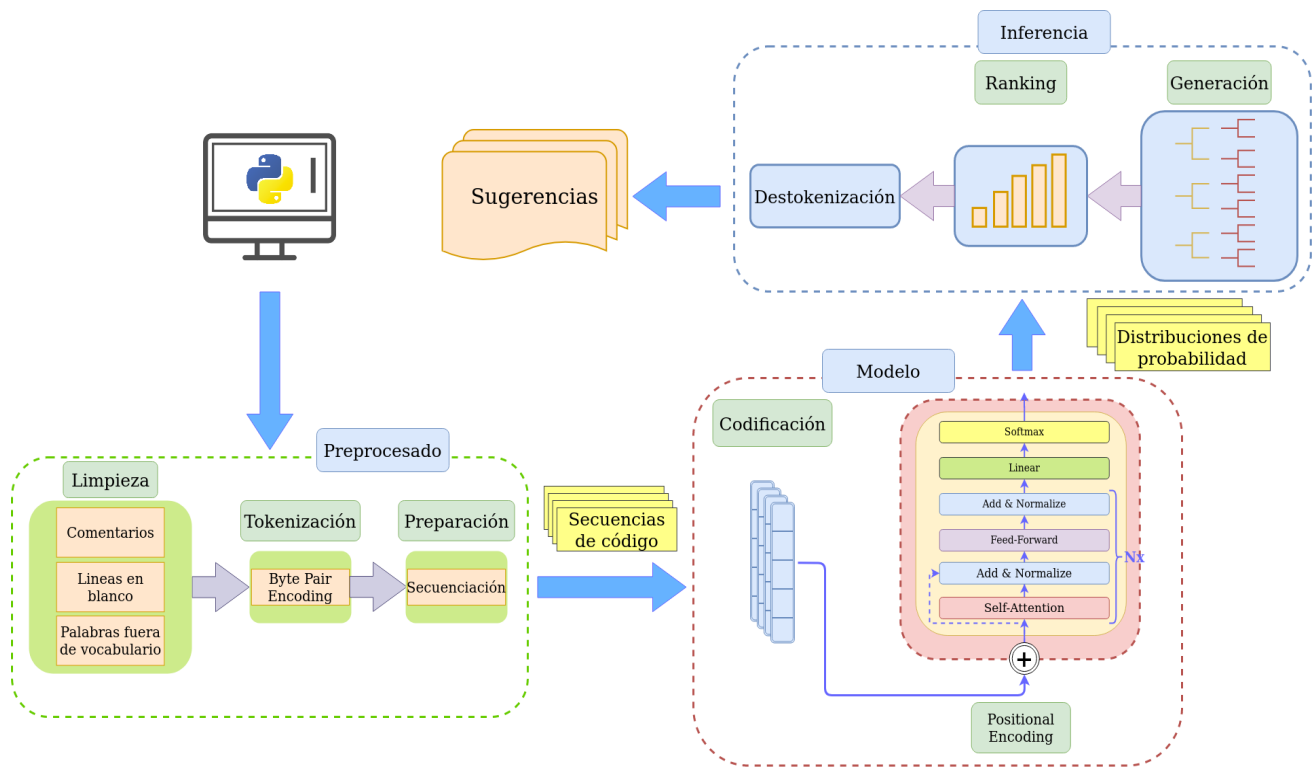 Inferencia
Ranking
Generación
Destokenización
Sugerencias
Distribuciones de
probabilidad
Modelo
Codificación
Softmax
Linear
Add & Normalize
Feed-Forward
Add & Normalize
Self-Attention
Nx
Positional
Encoding
Preprocesado
Limpieza
Comentarios
Lineas en
blanco
Palabras fuera
de vocabulario
Tokenización
Byte Pair
Encoding
Preparación
Secuenciación
Secuencias
de código